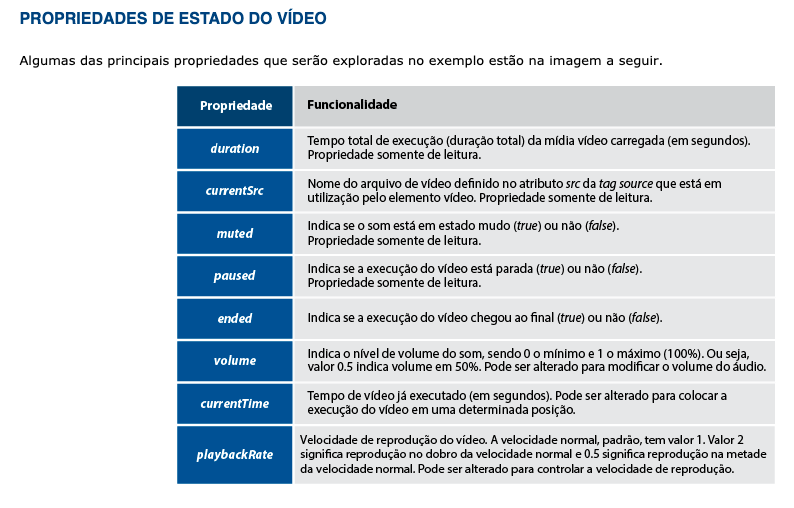 PROPRIEDADES DE ESTADO DO VÍDEO
Algumas das principais propriedades que serão exploradas no exemplo estão na imagem a seguir.
Propriedade Funcionalidade
duration Tempo total de execução (duração total) da mídia vídeo carregada (em segundos).
Propriedade somente de leitura.
currentSrc Nome do arquivo de vídeo definido no atributo src da tag source que está em
utilização pelo elemento vídeo. Propriedade somente de leitura.
muted Indica se o som está em estado mudo (true) ou não (false).
Propriedade somente de leitura.
paused Indica se a execução do vídeo está parada (true) ou não (false).
Propriedade somente de leitura.
ended Indica se a execução do vídeo chegou ao final (true) ou não (false).
volume Indica o nível de volume do som, sendo 0 o mínimo e 1 o máximo (100%). Ou seja,
valor 0.5 indica volume em 50%. Pode ser alterado para modificar o volume do áudio.
currentTime Tempo de vídeo já executado (em segundos). Pode ser alterado para colocar a
execução do vídeo em uma determinada posição.
playbackRate Velocidade de reprodução do vídeo. A velocidade normal, padrão, tem valor 1. Valor 2
significa reprodução no dobro da velocidade normal e 0.5 significa reprodução na metade
da velocidade normal. Pode ser alterado para controlar a velocidade de reprodução.